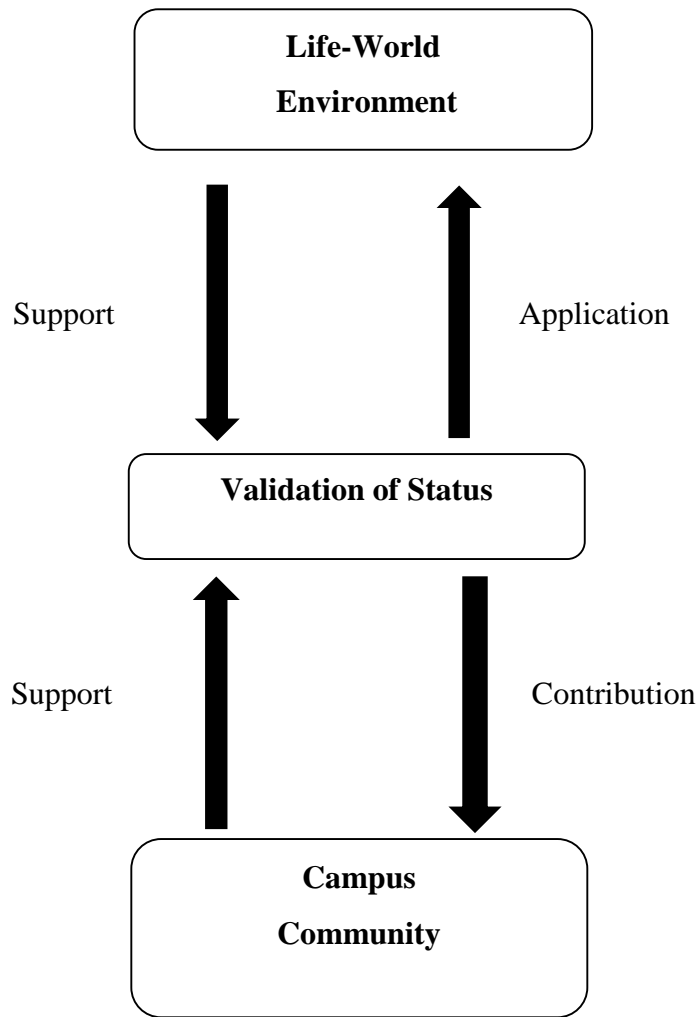 Life-World
Environment
Support
Application
Validation of Status
Support
Contribution
Campus
Community